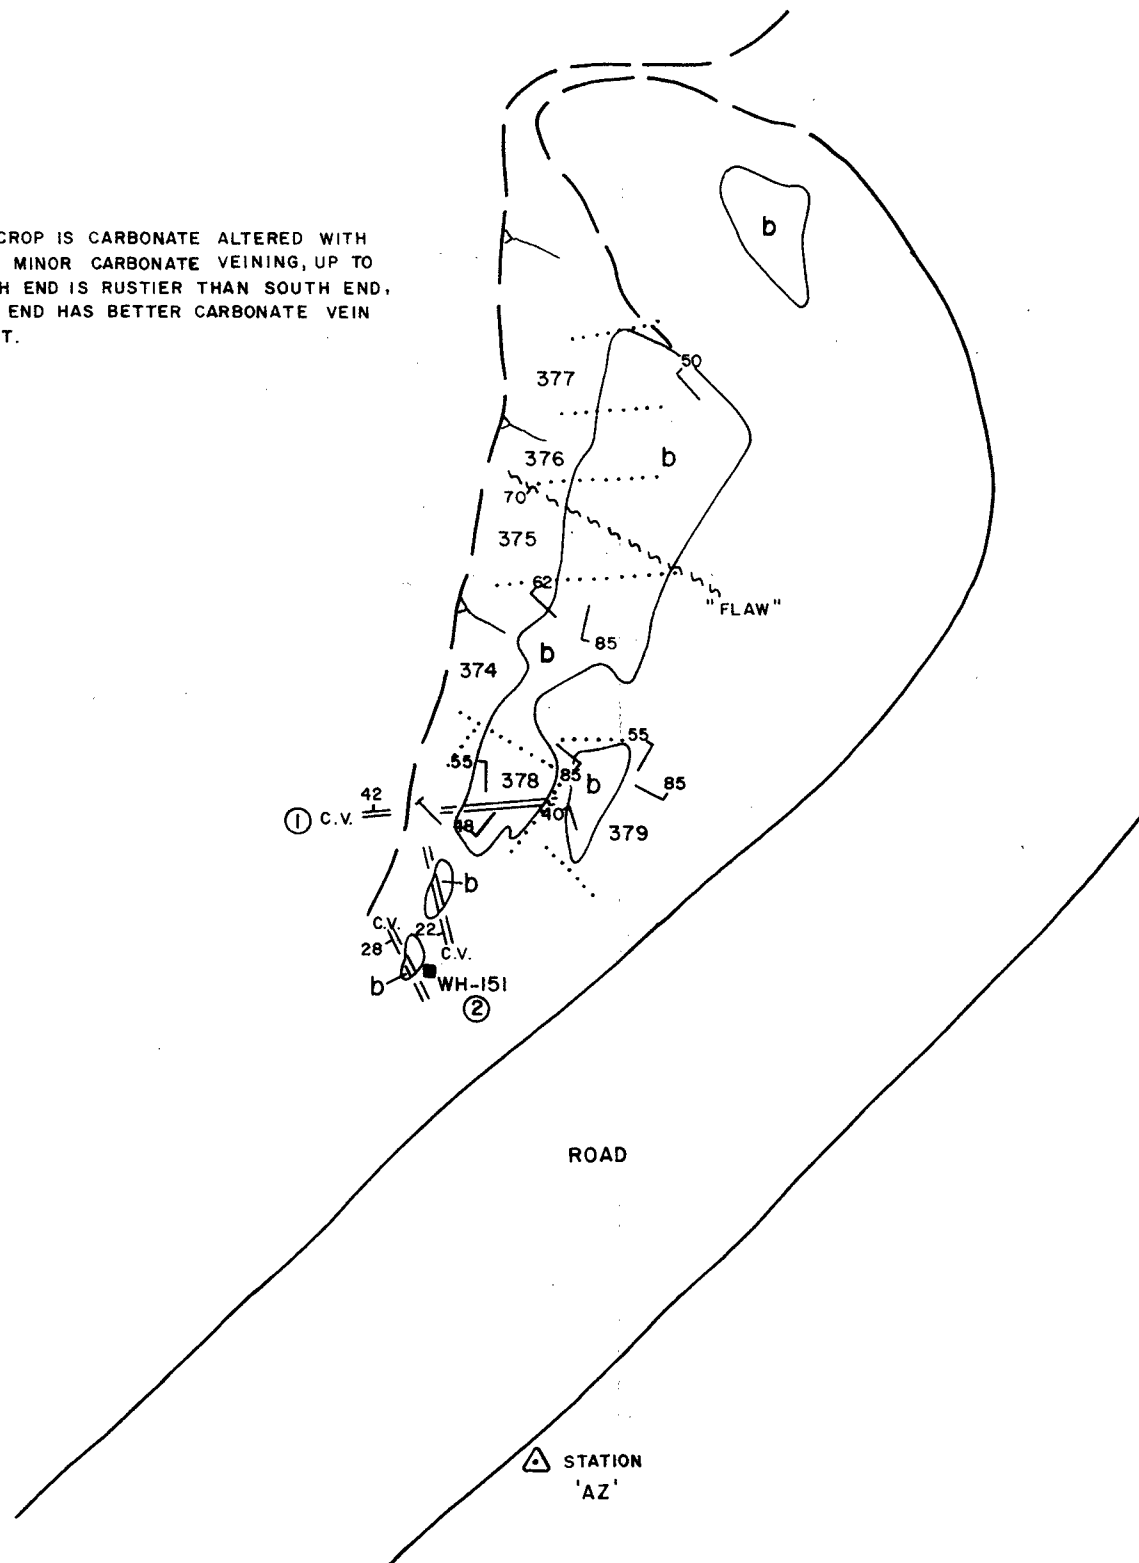 CROP IS CARBONATE ALTERED WITH
MINOR CARBONATE VEINING, UP TO
H END IS RUSTIER THAN SOUTH END,
END HAS BETTER CARBONATE VEIN
T.
b
50
377
b
376
70
375
62
"FLAW"
85
b
374
55
55
85
378
b
85
42
① C.V.
40
48
379
b
C.V.
22
28
C.V.
b
WH-151
②
ROAD
STATION
'AZ'